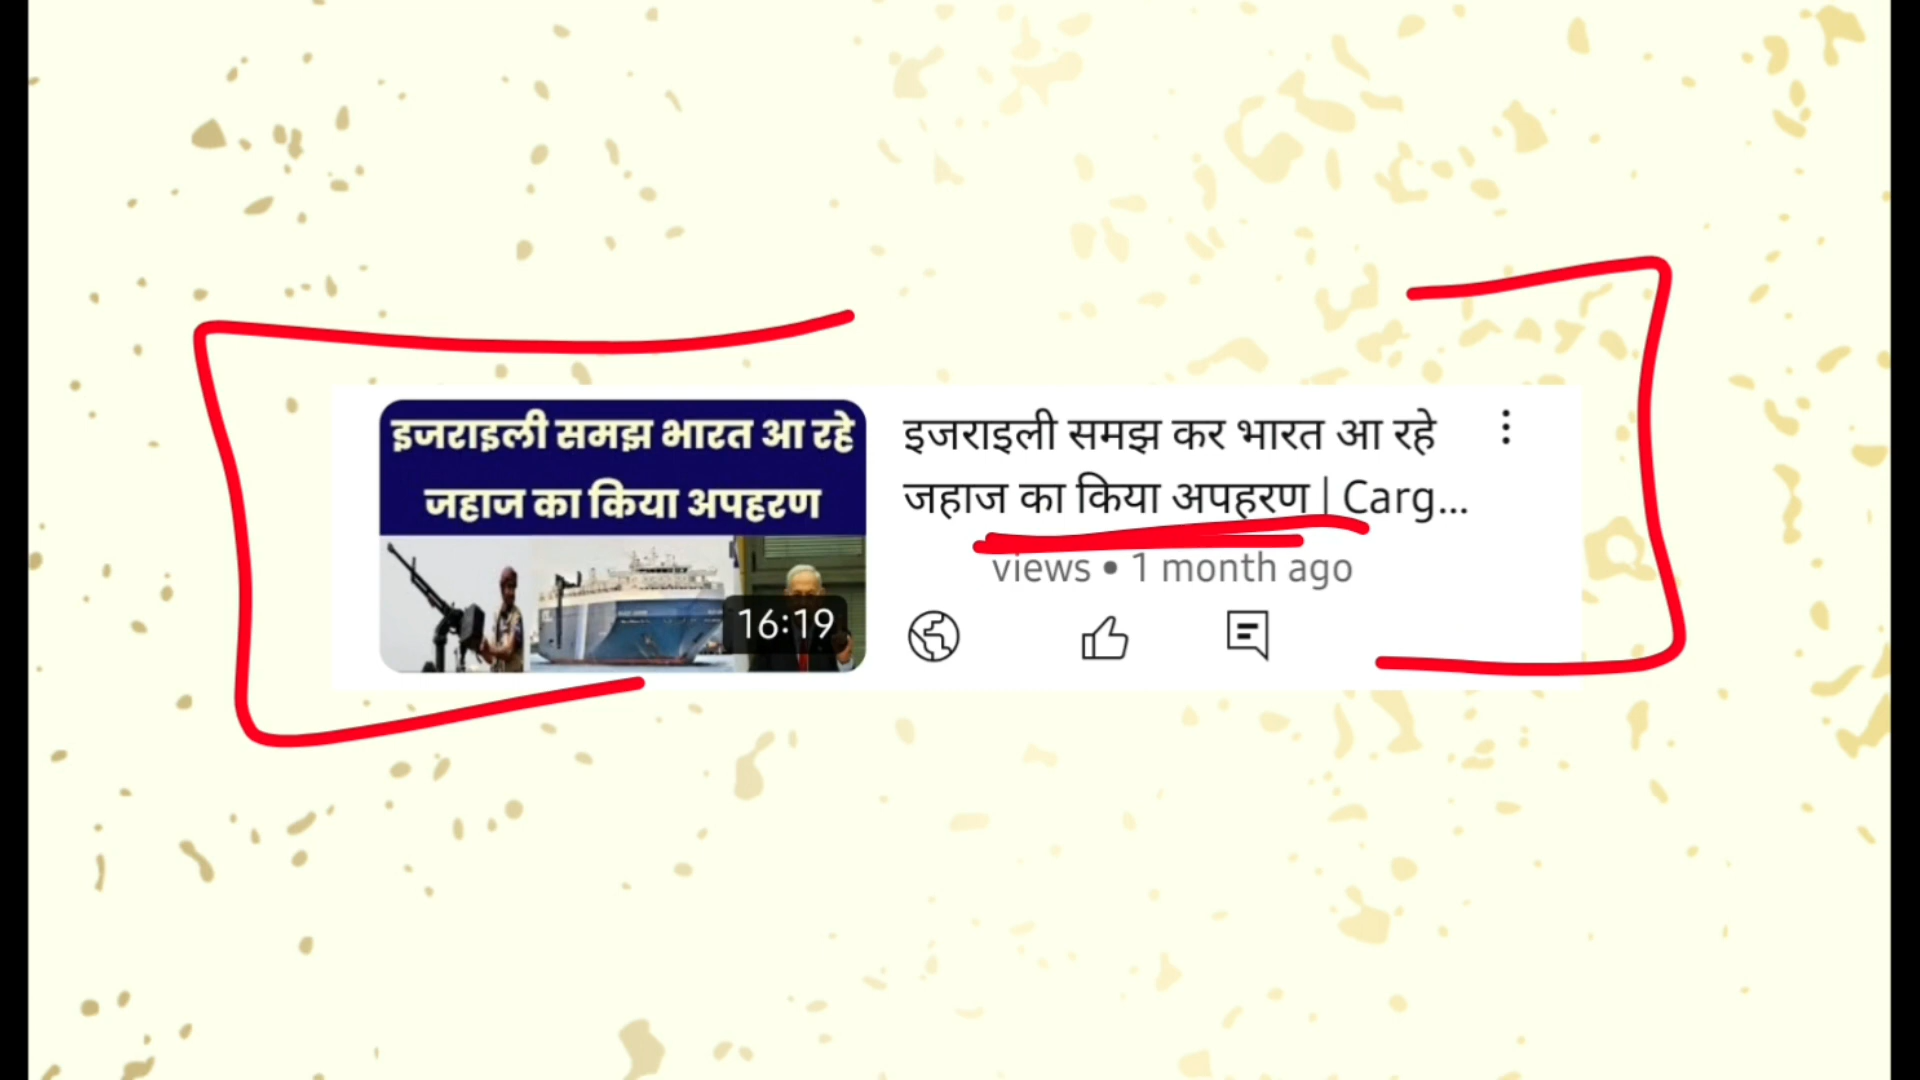 इजराइली समझ भारत आ रहे
जहाज का किया अपहरण
16:19
इजराइली समझ कर भारत आ रहे
जहाज का किया अपहरण | Carg...
views • 1 month ago